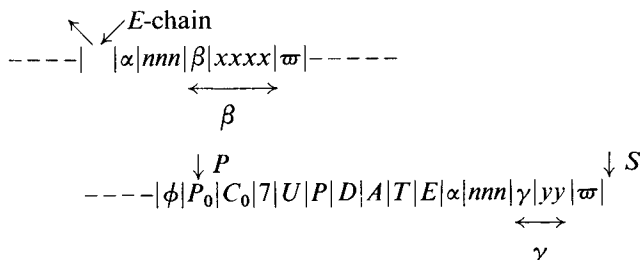 E-chain
----| |α|nnn|β|xxxx|ϖ|-----
β
↓ P ↓ S
----|ϕ|P₀|C₀|7|U|P|D|A|T|E|α|nnn|γ|yy|ϖ|
γ